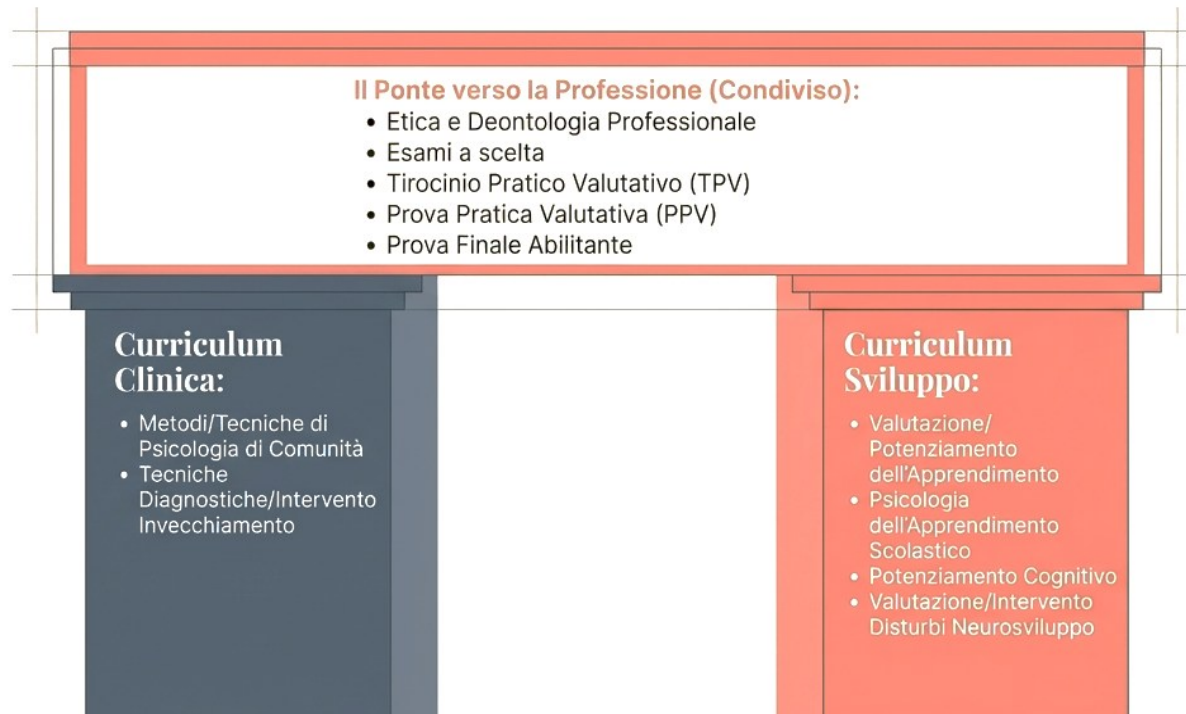 Il Ponte verso la Professione (Condiviso):
• Etica e Deontologia Professionale
• Esami a scelta
• Tirocinio Pratico Valutativo (TPV)
• Prova Pratica Valutativa (PPV)
• Prova Finale Abilitante
Curriculum
Clinica:
• Metodi/Tecniche di
Psicologia di Comunità
• Tecniche
Diagnostiche/Intervento
Invecchiamento
Curriculum
Sviluppo:
• Valutazione/
Potenziamento
dell'Apprendimento
• Psicologia
dell'Apprendimento
Scolastico
• Potenziamento Cognitivo
• Valutazione/Intervento
Disturbi Neurosviluppo